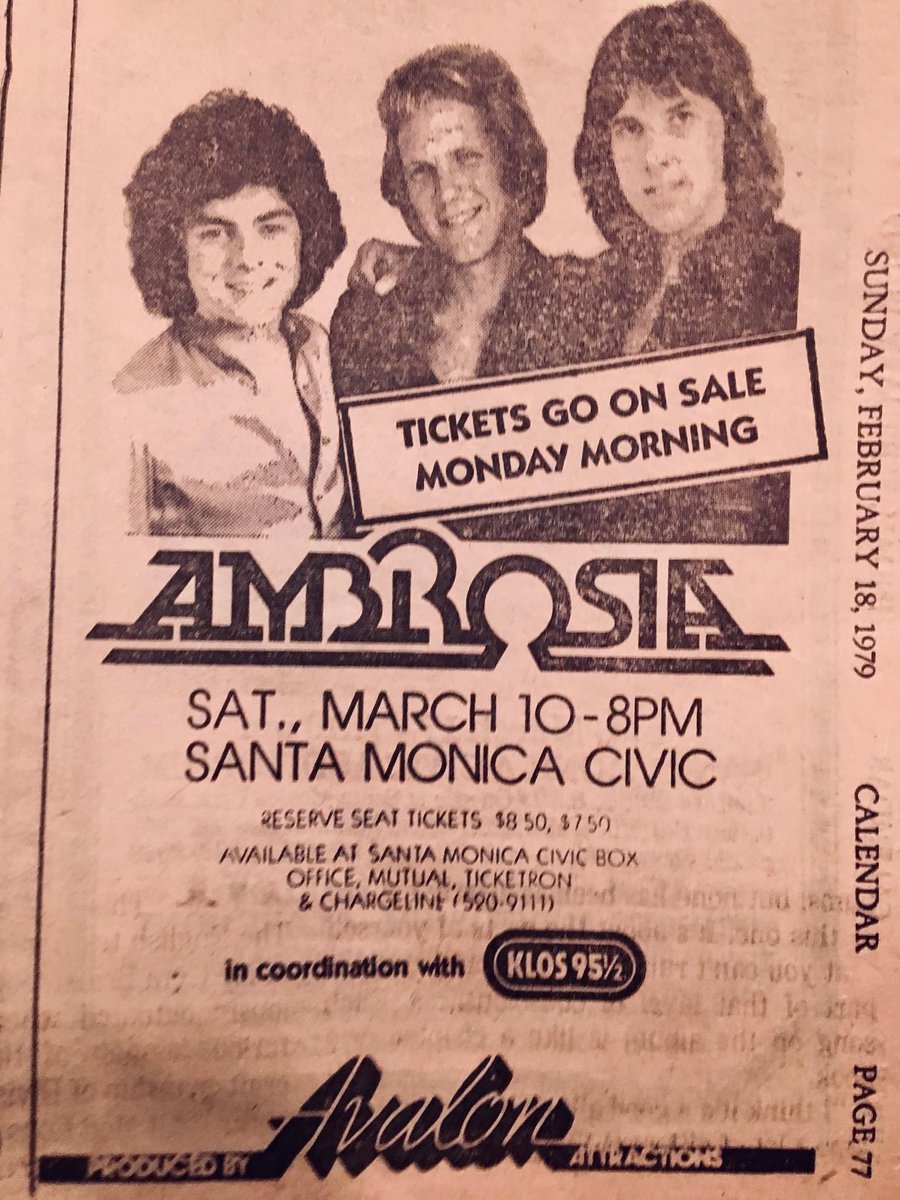 TICKETS GO ON SALE
MONDAY MORNING
AMBROSIA
SAT., MARCH 10 - 8PM
SANTA MONICA CIVIC
RESERVE SEAT TICKETS $8.50, $7.50
AVAILABLE AT SANTA MONICA CIVIC BOX
OFFICE, MUTUAL, TICKETRON
& CHARGELINE (520-9111)
in coordination with KLOS 95½
PRODUCED BY Avalon ATTRACTIONS
SUNDAY, FEBRUARY 18, 1979 CALENDAR PAGE 77